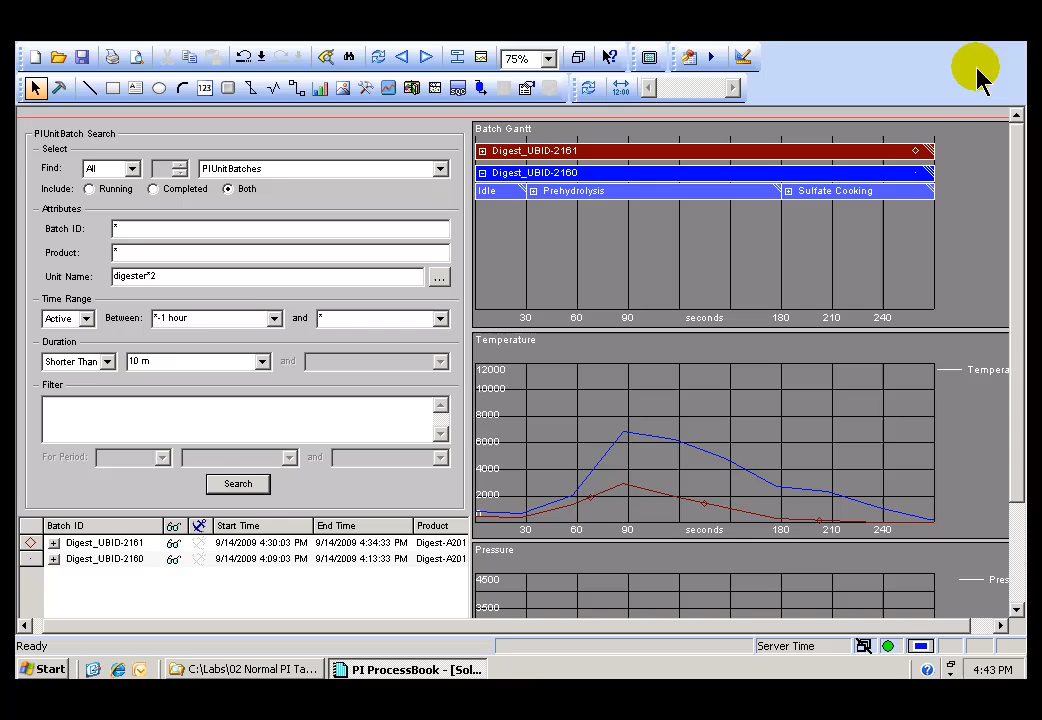 75%
123
SQC
12:00
PIUnitBatch Search
Select
Find: All PIUnitBatches
Include: Running Completed Both
Attributes
Batch ID: *
Product: *
Unit Name: digester*2 ...
Time Range
Active Between: *-1 hour and *
Duration
Shorter Than 10 m and
Filter
For Period: and
Search
Batch ID Start Time End Time Product
Digest_UBID-2161 9/14/2009 4:30:03 PM 9/14/2009 4:34:33 PM Digest-A201
Digest_UBID-2160 9/14/2009 4:09:03 PM 9/14/2009 4:13:33 PM Digest-A201
Batch Gantt
Digest_UBID-2161
Digest_UBID-2160
Idle Prehydrolysis Sulfate Cooking
30 60 90 seconds 180 210 240
Temperature
12000
10000
8000
6000
4000
2000
0
Tempera
30 60 90 seconds 180 210 240
Pressure
4500
3500
Pres
Ready Server Time
Start C:\Labs\02 Normal PI Ta... PI ProcessBook - [Sol... 4:43 PM